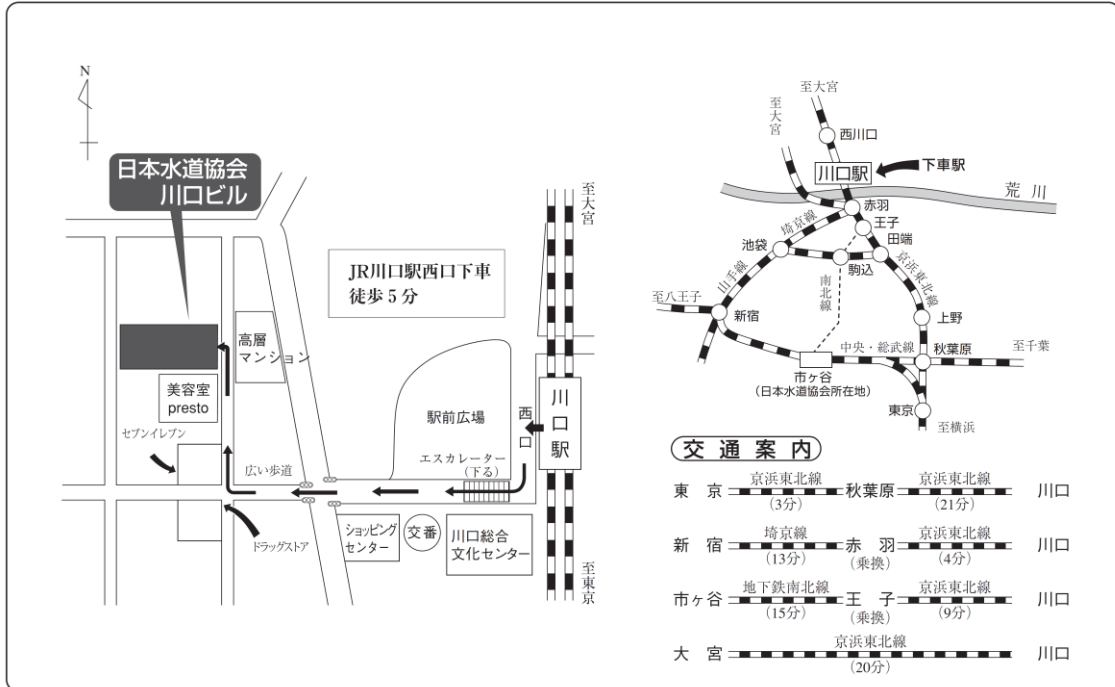 N
日本水道協会
川口ビル
至大宮
JR川口駅西口下車
徒歩5分
高層
マンション
美容室
presto
セブンイレブン
広い歩道
駅前広場
西口
川口駅
エスカレーター
(下る)
ショッピング
センター
交番
川口総合
文化センター
ドラッグストア
至東京
至大宮
至大宮
西川口
川口駅
下車駅
荒川
赤羽
王子
埼京線
池袋
田端
駒込
京浜東北線
山手線
南北線
至八王子
新宿
上野
中央・総武線
秋葉原
至千葉
市ヶ谷
(日本水道協会所在地)
東京
至横浜
交通案内
東京 京浜東北線 秋葉原 京浜東北線 川口
(3分) (21分)
新宿 埼京線 赤羽 京浜東北線 川口
(13分) (乗換) (4分)
市ヶ谷 地下鉄南北線 王子 京浜東北線 川口
(15分) (乗換) (9分)
大宮 京浜東北線 川口
(20分)